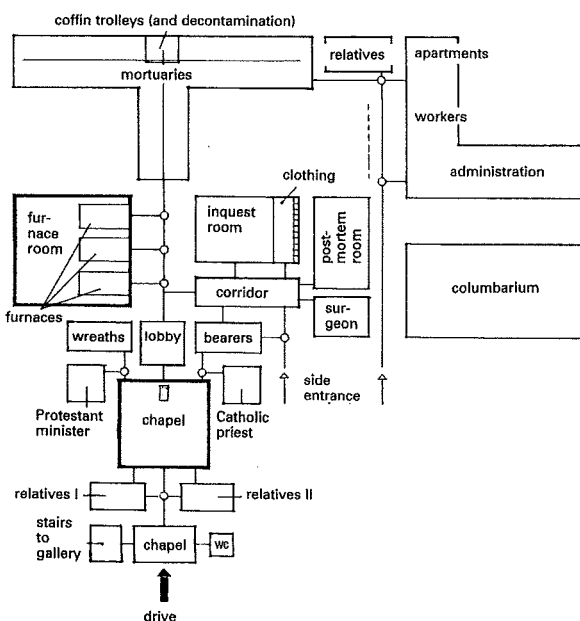 coffin trolleys (and decontamination)
mortuaries
relatives
apartments
workers
administration
clothing
fur-
nace
room
inquest
room
post-
mortem
room
columbarium
furnaces
corridor
sur-
geon
wreaths
lobby
bearers
side
entrance
Protestant
minister
chapel
Catholic
priest
relatives I
relatives II
stairs
to
gallery
chapel
WC
drive